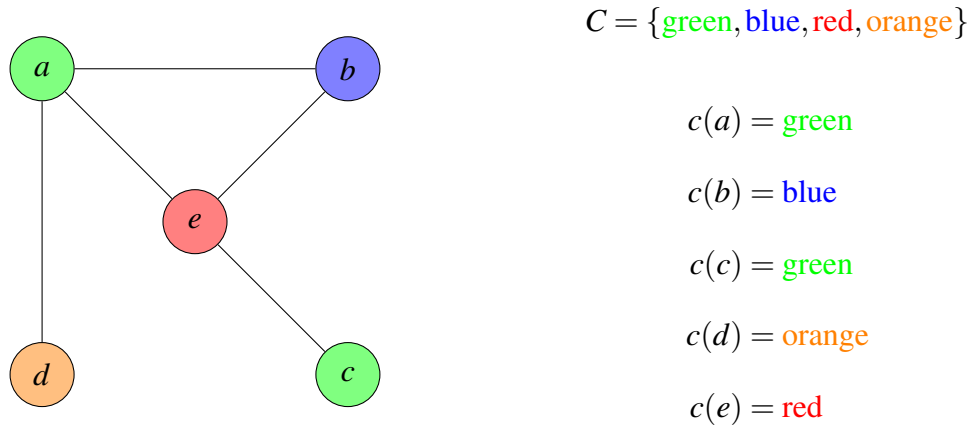 C = {green, blue, red, orange}
a
b
c(a) = green
c(b) = blue
e
c(c) = green
c(d) = orange
d
c
c(e) = red